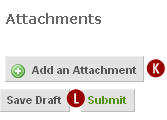 Attachments
Add an Attachment K
Save Draft L Submit